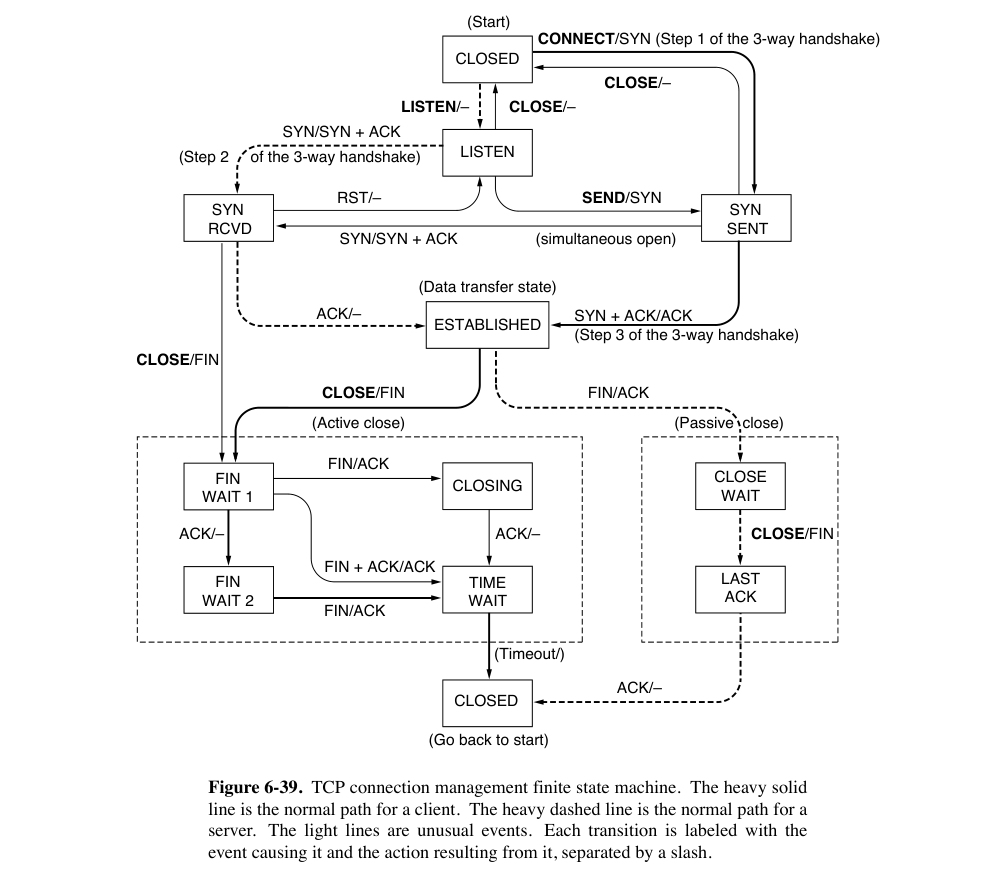 (Start)
CONNECT/SYN (Step 1 of the 3-way handshake)
CLOSED
CLOSE/–
LISTEN/–
CLOSE/–
SYN/SYN + ACK
(Step 2 of the 3-way handshake)
LISTEN
RST/–
SEND/SYN
SYN
RCVD
SYN
SENT
SYN/SYN + ACK
(simultaneous open)
(Data transfer state)
ACK/–
ESTABLISHED
SYN + ACK/ACK
(Step 3 of the 3-way handshake)
CLOSE/FIN
CLOSE/FIN
FIN/ACK
(Active close)
(Passive close)
FIN/ACK
FIN
WAIT 1
CLOSING
CLOSE
WAIT
ACK/–
ACK/–
CLOSE/FIN
FIN + ACK/ACK
FIN
WAIT 2
TIME
WAIT
LAST
ACK
FIN/ACK
(Timeout/)
ACK/–
CLOSED
(Go back to start)
Figure 6-39. TCP connection management finite state machine. The heavy solid
line is the normal path for a client. The heavy dashed line is the normal path for a
server. The light lines are unusual events. Each transition is labeled with the
event causing it and the action resulting from it, separated by a slash.